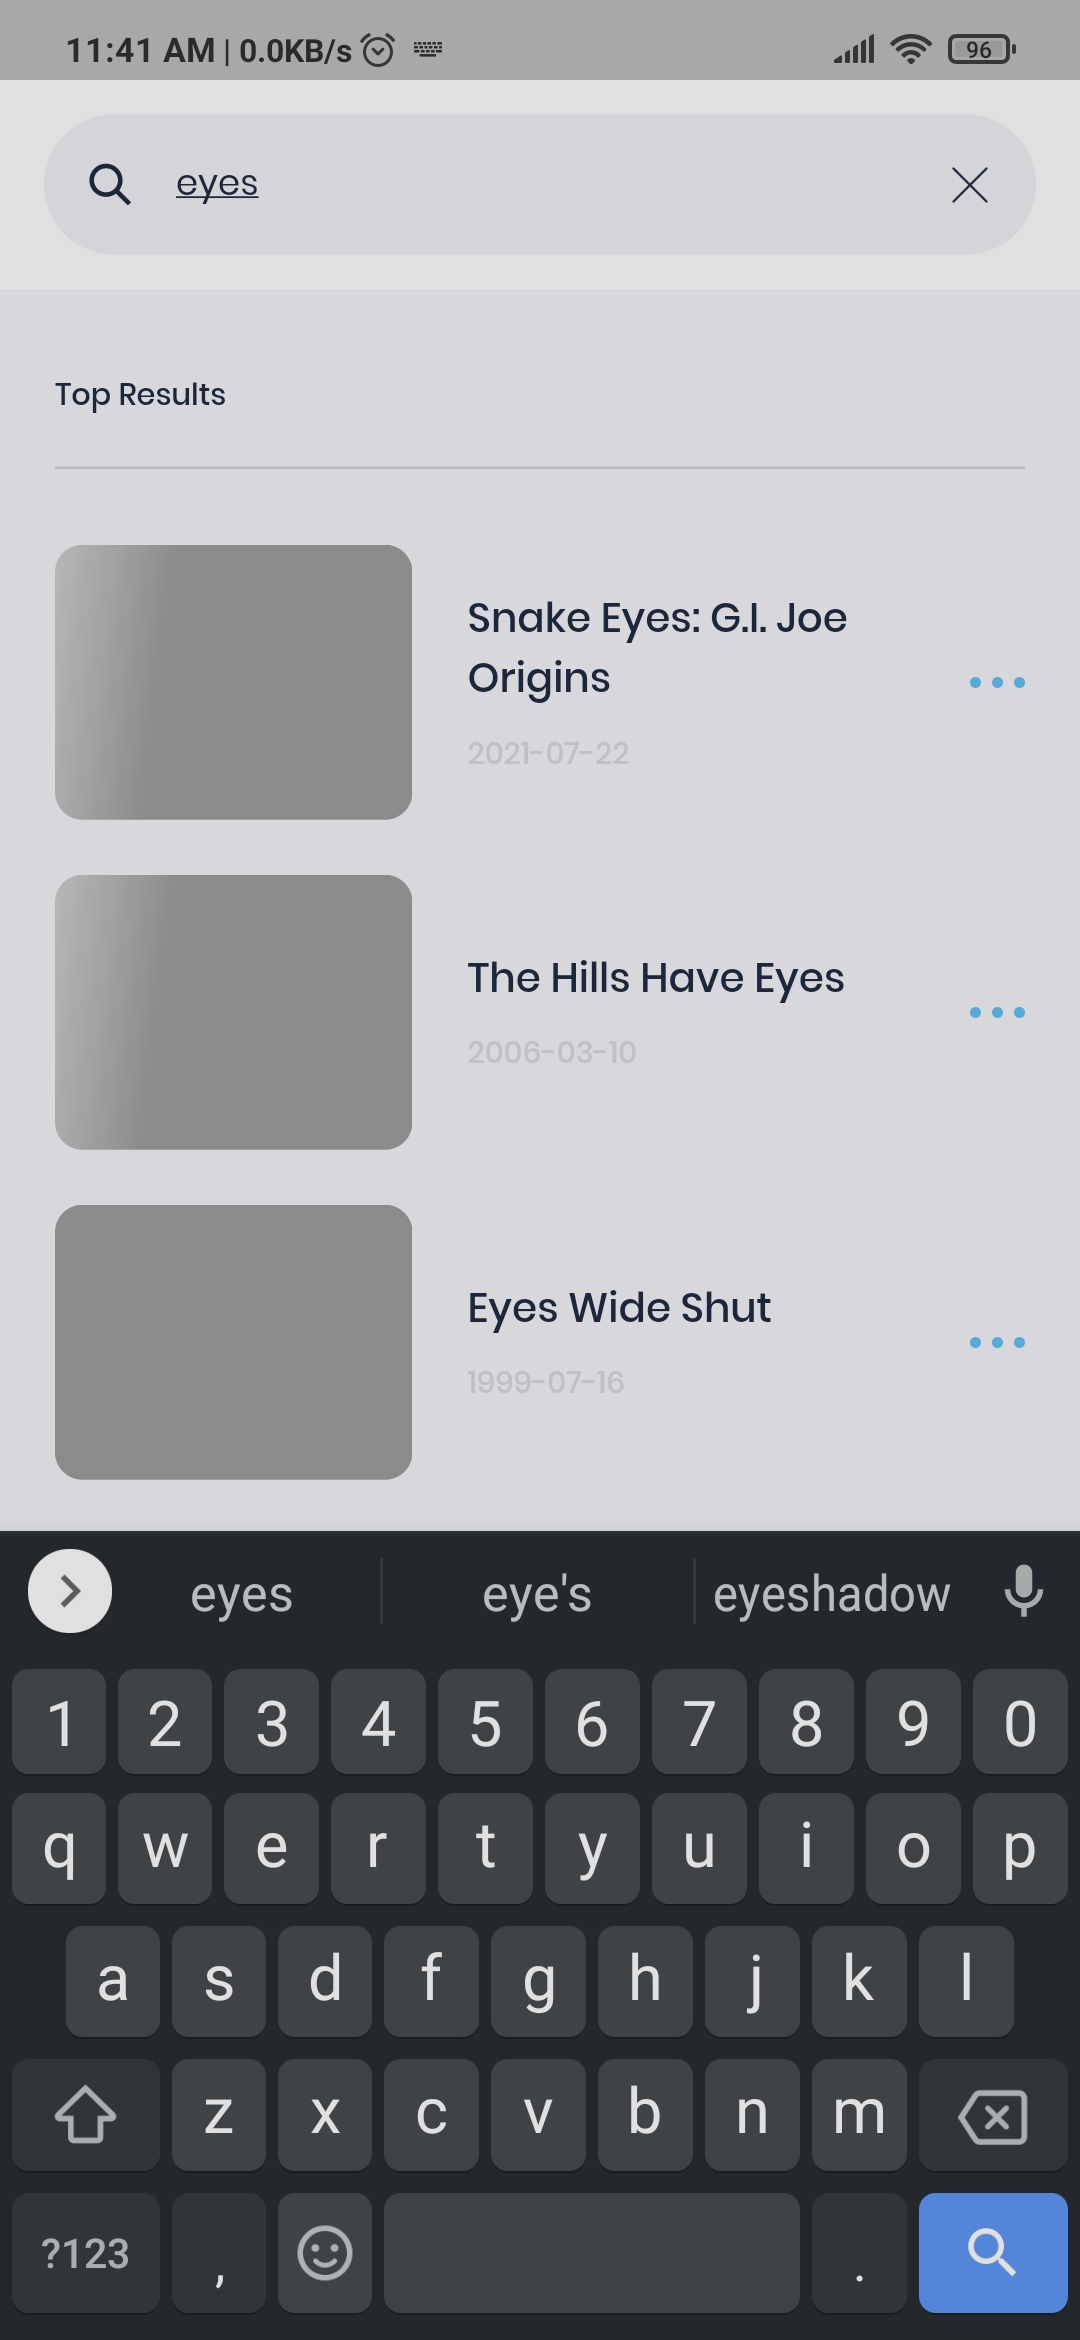 11:41 AM | 0.0KB/s 96
eyes
Top Results
Snake Eyes: G.I. Joe
Origins
2021-07-22
The Hills Have Eyes
2006-03-10
Eyes Wide Shut
1999-07-16
eyes eye's eyeshadow
1 2 3 4 5 6 7 8 9 0
q w e r t y u i o p
a s d f g h j k l
z x c v b n m
?123 , .